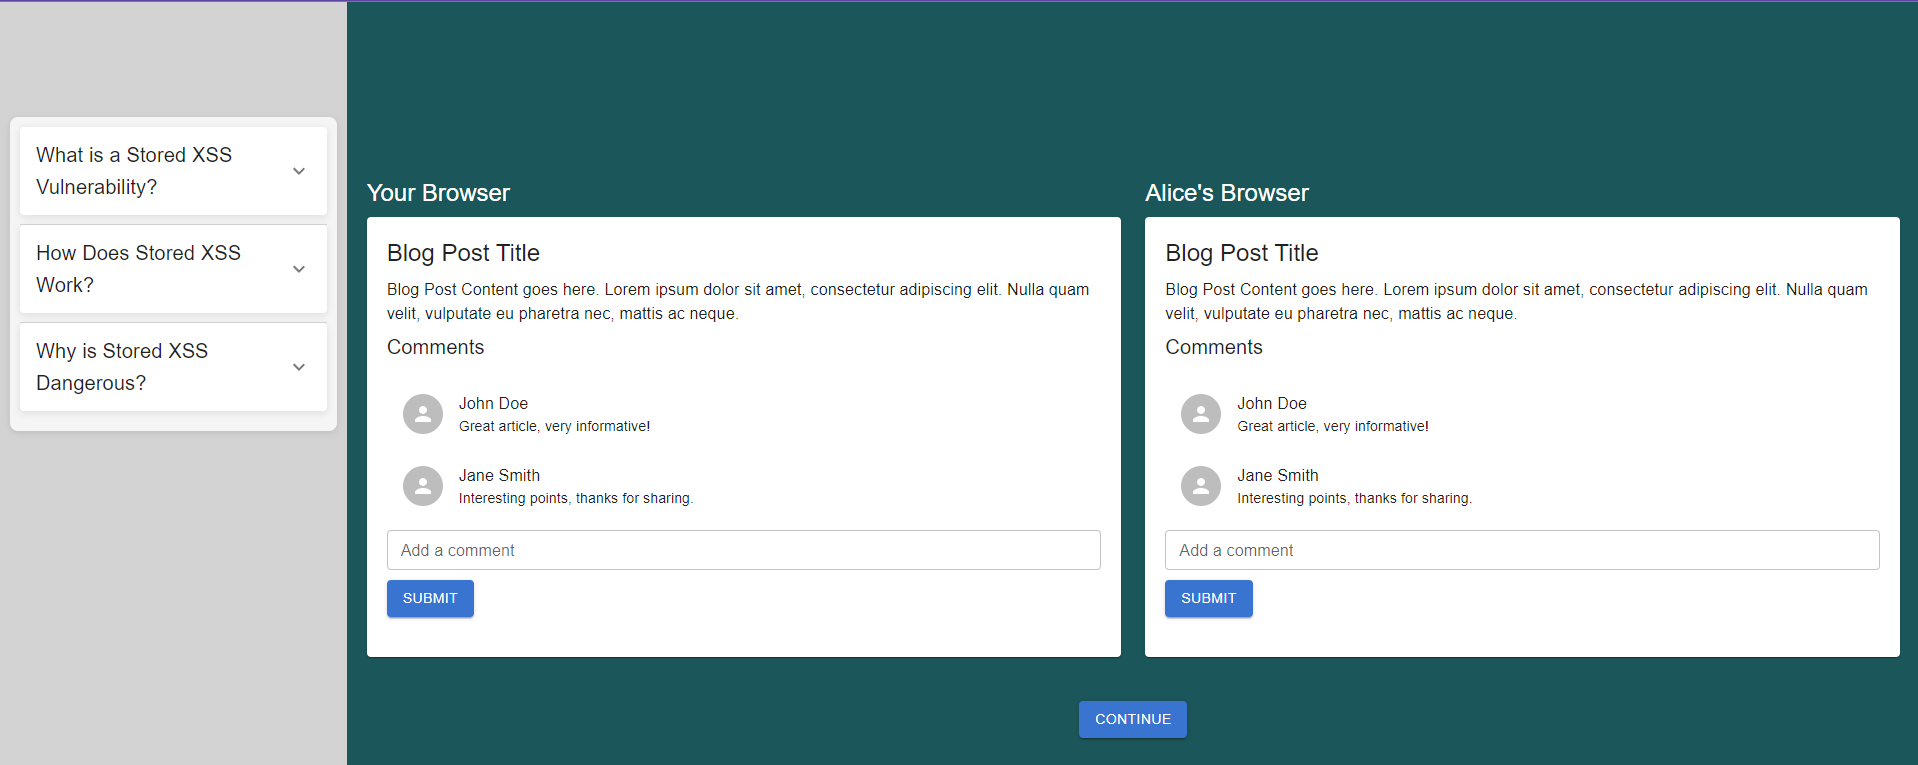 What is a Stored XSS
Vulnerability?
How Does Stored XSS
Work?
Why is Stored XSS
Dangerous?
Your Browser
Blog Post Title
Blog Post Content goes here. Lorem ipsum dolor sit amet, consectetur adipiscing elit. Nulla quam
velit, vulputate eu pharetra nec, mattis ac neque.
Comments
John Doe
Great article, very informative!
Jane Smith
Interesting points, thanks for sharing.
Add a comment
SUBMIT
Alice's Browser
Blog Post Title
Blog Post Content goes here. Lorem ipsum dolor sit amet, consectetur adipiscing elit. Nulla quam
velit, vulputate eu pharetra nec, mattis ac neque.
Comments
John Doe
Great article, very informative!
Jane Smith
Interesting points, thanks for sharing.
Add a comment
SUBMIT
CONTINUE